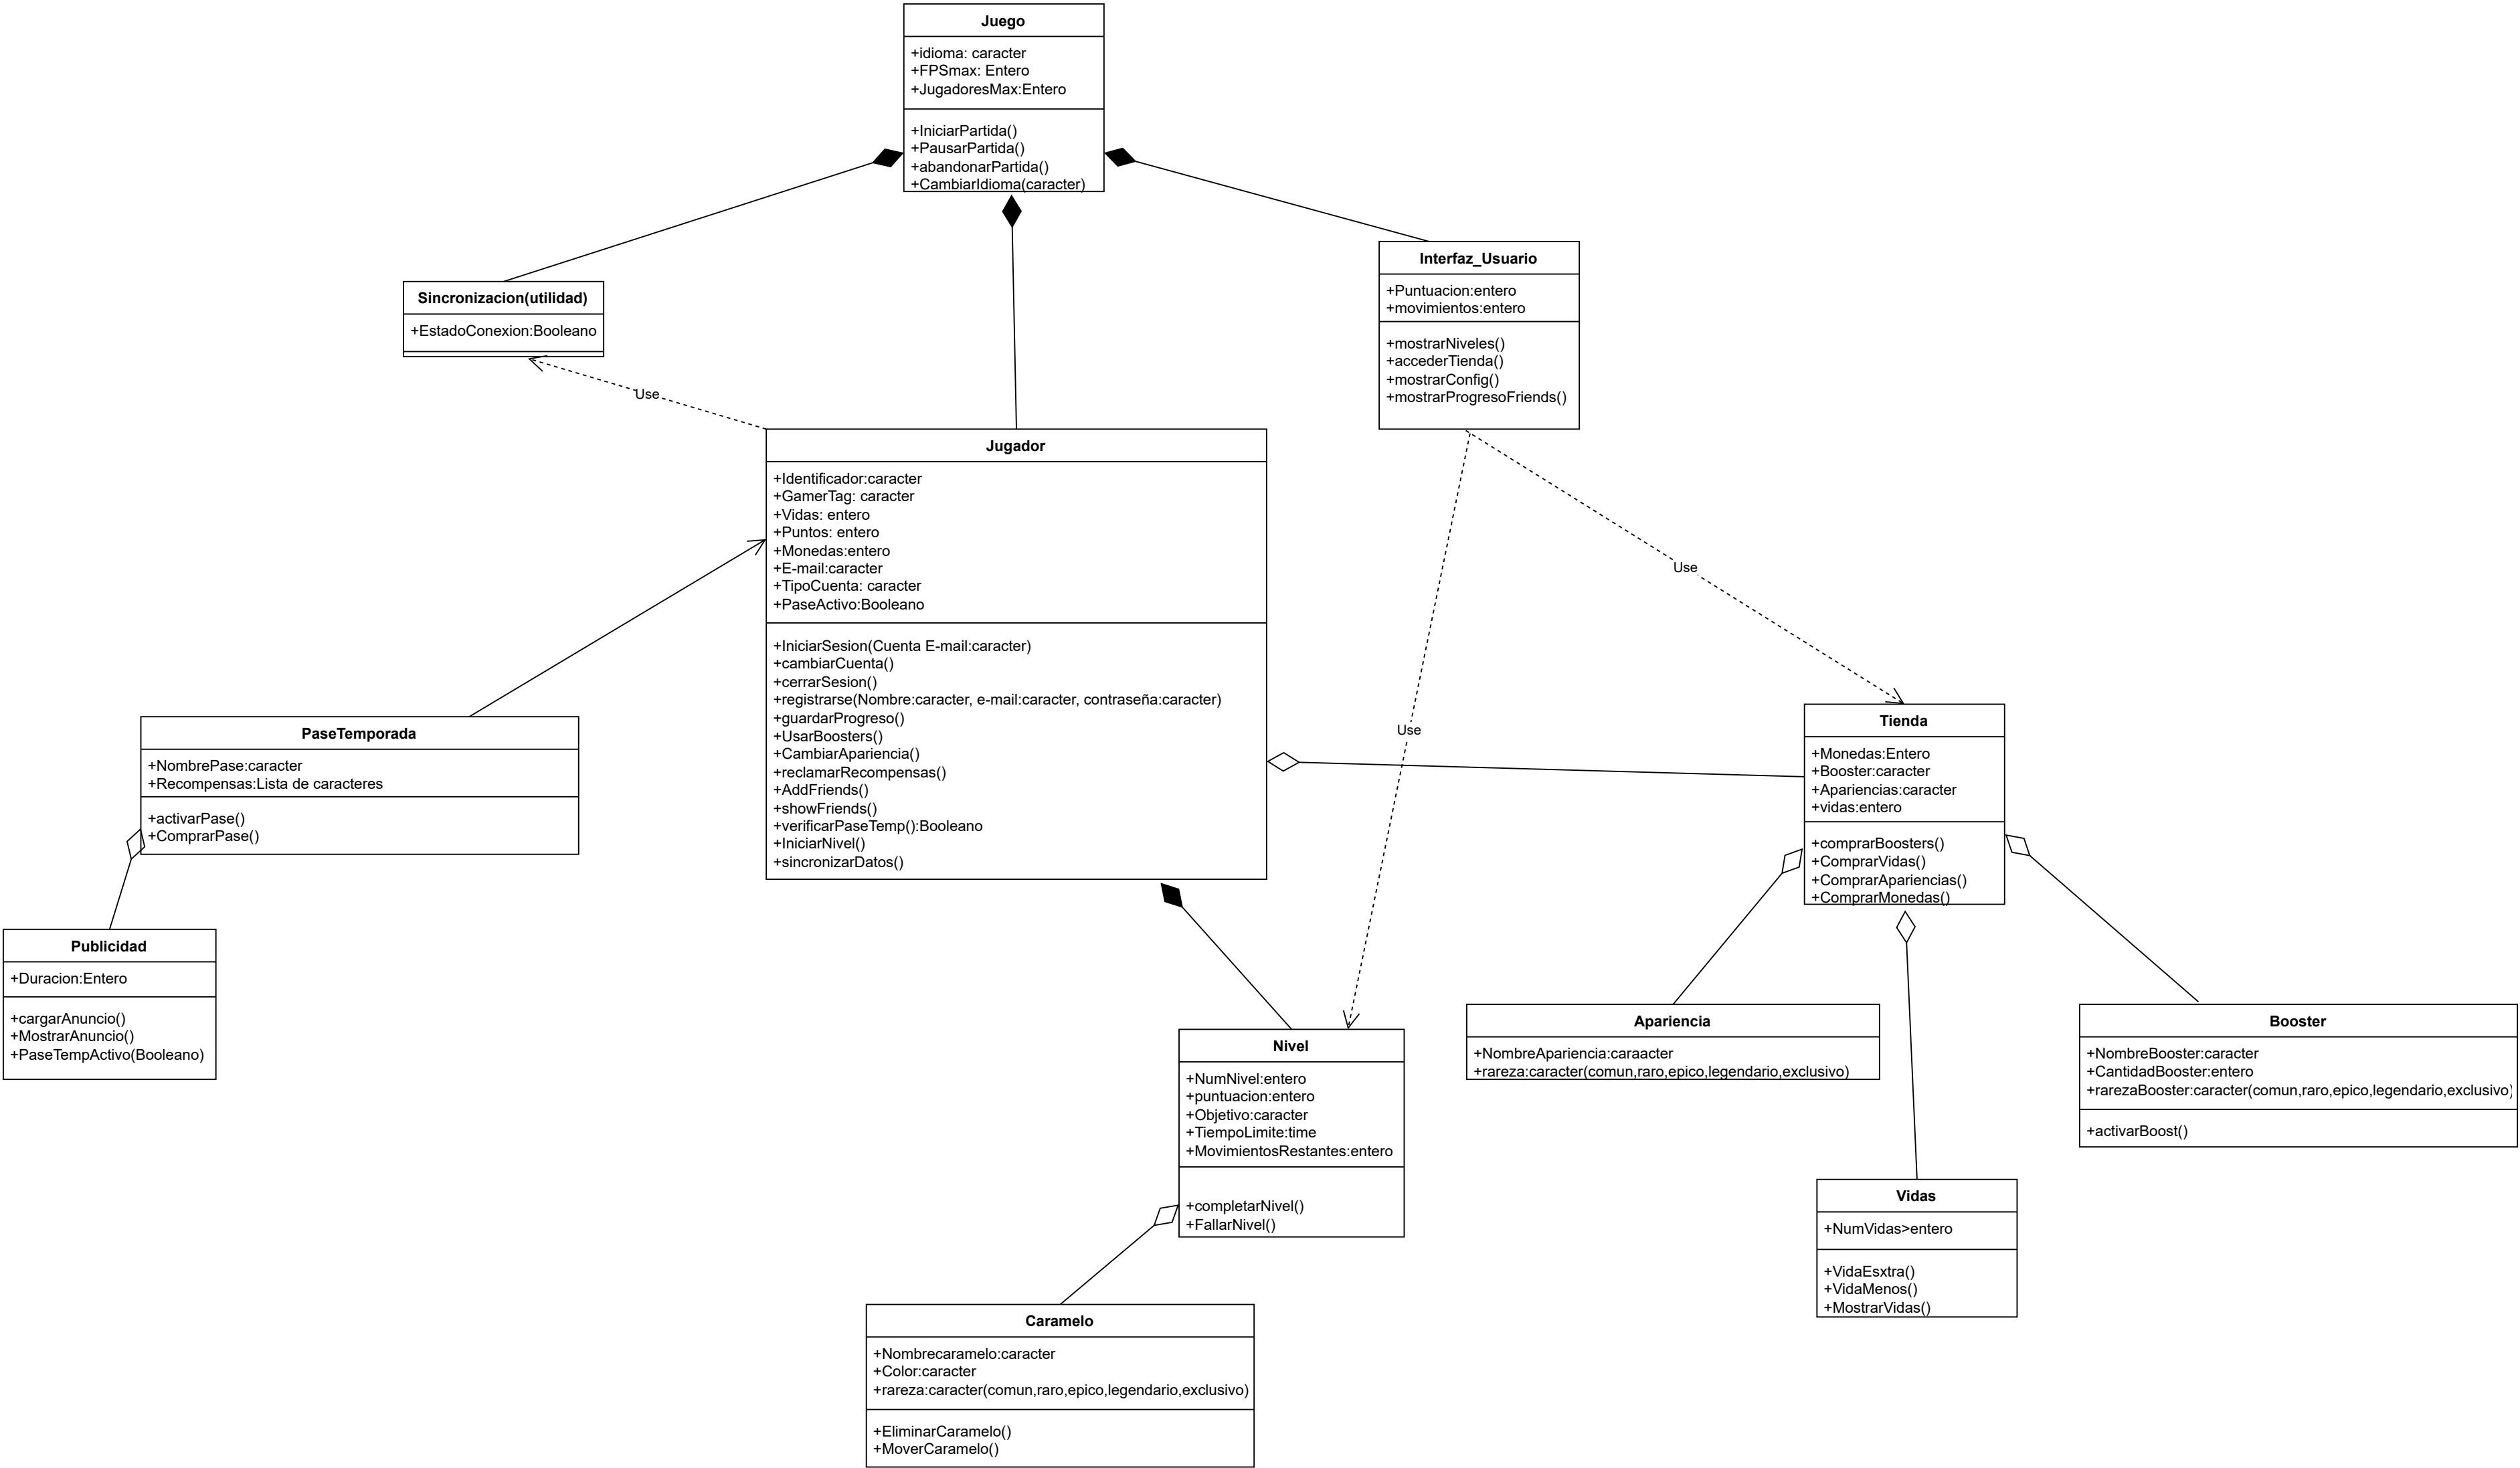 Juego
+idioma: caracter
+FPSmax: Entero
+JugadoresMax:Entero
+IniciarPartida()
+PausarPartida()
+abandonarPartida()
+CambiarIdioma(caracter)
Sincronizacion(utilidad)
+EstadoConexion:Booleano
Interfaz_Usuario
+Puntuacion:entero
+movimientos:entero
+mostrarNiveles()
+accederTienda()
+mostrarConfig()
+mostrarProgresoFriends()
Use
Jugador
+Identificador:caracter
+GamerTag: caracter
+Vidas: entero
+Puntos: entero
+Monedas:entero
+E-mail:caracter
+TipoCuenta: caracter
+PaseActivo:Booleano
+IniciarSesion(Cuenta E-mail:caracter)
+cambiarCuenta()
+cerrarSesion()
+registrarse(Nombre:caracter, e-mail:caracter, contraseña:caracter)
+guardarProgreso()
+UsarBoosters()
+CambiarApariencia()
+reclamarRecompensas()
+AddFriends()
+showFriends()
+verificarPaseTemp():Booleano
+IniciarNivel()
+sincronizarDatos()
Use
Use
PaseTemporada
+NombrePase:caracter
+Recompensas:Lista de caracteres
+activarPase()
+ComprarPase()
Tienda
+Monedas:Entero
+Booster:caracter
+Apariencias:caracter
+vidas:entero
+comprarBoosters()
+ComprarVidas()
+ComprarApariencias()
+ComprarMonedas()
Publicidad
+Duracion:Entero
+cargarAnuncio()
+MostrarAnuncio()
+PaseTempActivo(Booleano)
Nivel
+NumNivel:entero
+puntuacion:entero
+Objetivo:caracter
+TiempoLimite:time
+MovimientosRestantes:entero
+completarNivel()
+FallarNivel()
Apariencia
+NombreApariencia:caraacter
+rareza:caracter(comun,raro,epico,legendario,exclusivo)
Booster
+NombreBooster:caracter
+CantidadBooster:entero
+rarezaBooster:caracter(comun,raro,epico,legendario,exclusivo)
+activarBoost()
Vidas
+NumVidas>entero
+VidaEsxtra()
+VidaMenos()
+MostrarVidas()
Caramelo
+Nombrecaramelo:caracter
+Color:caracter
+rareza:caracter(comun,raro,epico,legendario,exclusivo)
+EliminarCaramelo()
+MoverCaramelo()